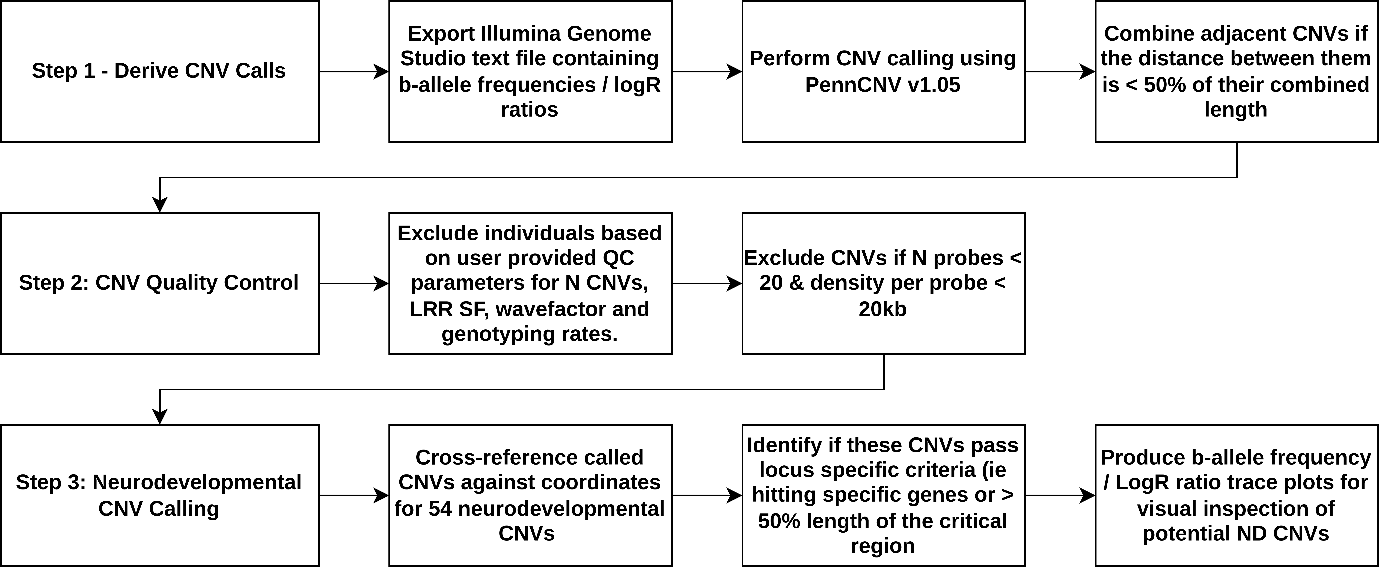 Step 1 - Derive CNV Calls
Export Illumina Genome
Studio text file containing
b-allele frequencies / logR
ratios
Perform CNV calling using
PennCNV v1.05
Combine adjacent CNVs if
the distance between them
is < 50% of their combined
length
Step 2: CNV Quality Control
Exclude individuals based
on user provided QC
parameters for N CNVs,
LRR SF, wavefactor and
genotyping rates.
Exclude CNVs if N probes <
20 & density per probe <
20kb
Step 3: Neurodevelopmental
CNV Calling
Cross-reference called
CNVs against coordinates
for 54 neurodevelopmental
CNVs
Identify if these CNVs pass
locus specific criteria (ie
hitting specific genes or >
50% length of the critical
region
Produce b-allele frequency
/ LogR ratio trace plots for
visual inspection of
potential ND CNVs